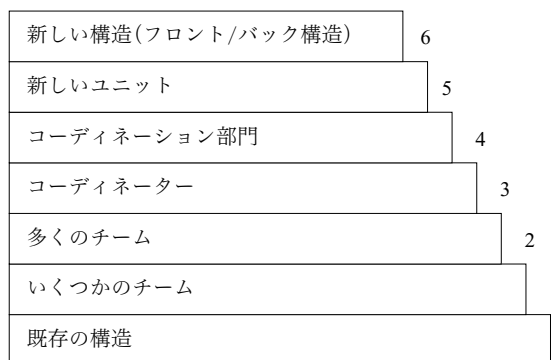 新しい構造(フロント/バック構造) 6
新しいユニット 5
コーディネーション部門 4
コーディネーター 3
多くのチーム 2
いくつかのチーム
既存の構造